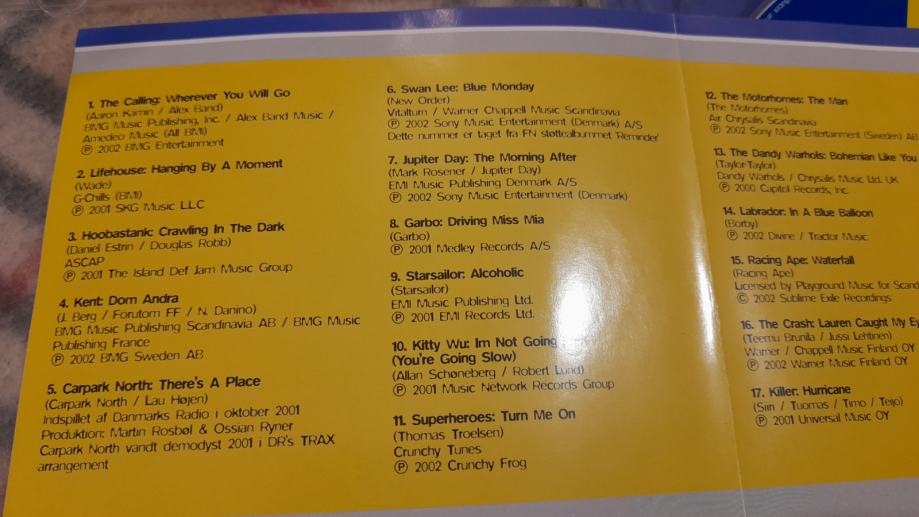 1. The Calling: Wherever You Will Go
(Aaron Kamin / Alex Band)
BMG Music Publishing, Inc. / Alex Band Music /
Amedeo Music (All BMI)
℗ 2002 BMG Entertainment
2. Lifehouse: Hanging By A Moment
(Wade)
G-Chills (BMI)
℗ 2001 SKG Music LLC
3. Hoobastank: Crawling In The Dark
(Daniel Estrin / Douglas Robb)
ASCAP
℗ 2001 The Island Def Jam Music Group
4. Kent: Dom Andra
(J. Berg / Forutom FF / N. Danino)
BMG Music Publishing Scandinavia AB / BMG Music
Publishing France
℗ 2002 BMG Sweden AB
5. Carpark North: There's A Place
(Carpark North / Lau Højen)
Indspillet af Danmarks Radio i oktober 2001
Produktion: Martin Rosbøl & Ossian Ryner
Carpark North vandt demodyst 2001 i DR's TRAX
arrangement
6. Swan Lee: Blue Monday
(New Order)
Vitalturn / Warner Chappell Music Scandinavia
℗ 2002 Sony Music Entertainment (Denmark) A/S
Dette nummer er taget fra FN støttealbummet 'Reminder'
7. Jupiter Day: The Morning After
(Mark Rosener / Jupiter Day)
EMI Music Publishing Denmark A/S
℗ 2002 Sony Music Entertainment (Denmark)
8. Garbo: Driving Miss Mia
(Garbo)
℗ 2001 Medley Records A/S
9. Starsailor: Alcoholic
(Starsailor)
EMI Music Publishing Ltd.
℗ 2001 EMI Records Ltd.
10. Kitty Wu: Im Not Going
(You're Going Slow)
(Allan Schøneberg / Robert Lund)
℗ 2001 Music Network Records Group
11. Superheroes: Turn Me On
(Thomas Troelsen)
Crunchy Tunes
℗ 2002 Crunchy Frog
12. The Motorhomes: The Man
(The Motorhomes)
Air Chrysalis Scandinavia
℗ 2002 Sony Music Entertainment (Sweden) AB
13. The Dandy Warhols: Bohemian Like You
(Taylor-Taylor)
Dandy Warhols / Chrysalis Music Ltd. UK
℗ 2000 Capitol Records, Inc.
14. Labrador: In A Blue Balloon
(Borby)
℗ 2002 Divine / Tractor Music
15. Racing Ape: Waterfall
(Racing Ape)
Licensed by Playground Music for Scand
© 2002 Sublime Exile Recordings
16. The Crash: Lauren Caught My Ey
(Teemu Brunila / Jussi Lehtinen)
Warner / Chappell Music Finland OY
℗ 2002 Warner Music Finland OY
17. Killer: Hurricane
(Siiri / Tuomas / Timo / Teijo)
℗ 2001 Universal Music OY